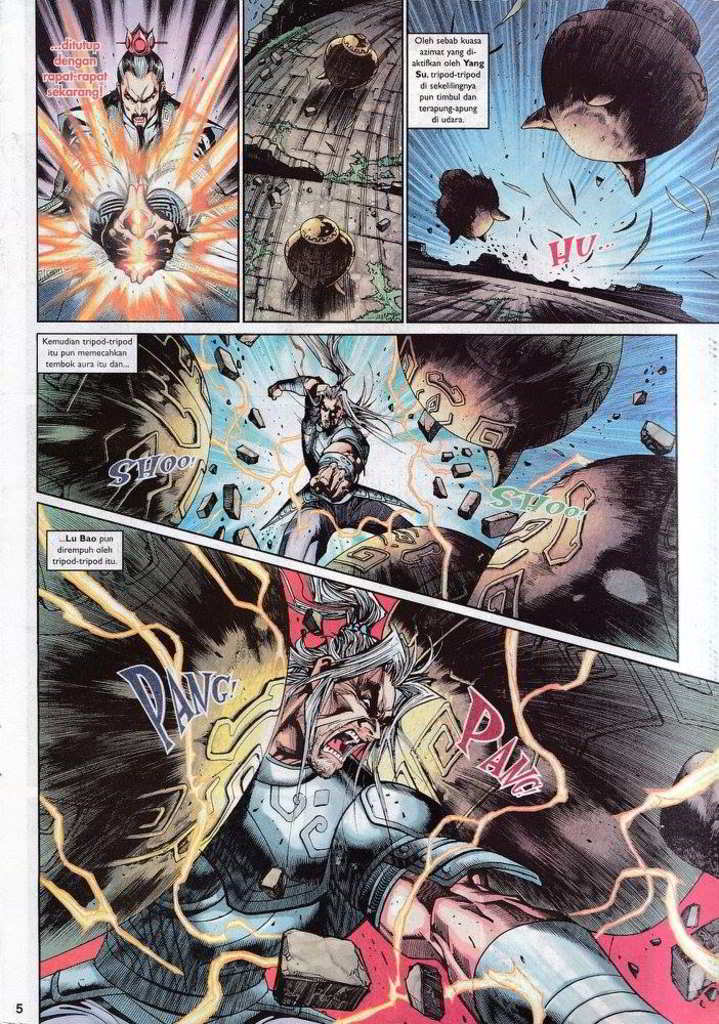 ...ditutup
dengan
rapat-rapat
sekarang!
Oleh sebab kuasa
azimat yang di-
aktifkan oleh Yang
Su, tripod-tripod
di sekelilingnya
pun timbul dan
terapung-apung
di udara.
HU...
Kemudian tripod-tripod
itu pun memecahkan
tembok aura itu dan...
SHOO!
SHOO!
...Lu Bao pun
dirempuh oleh
tripod-tripod itu.
PANG!
PANG!
5